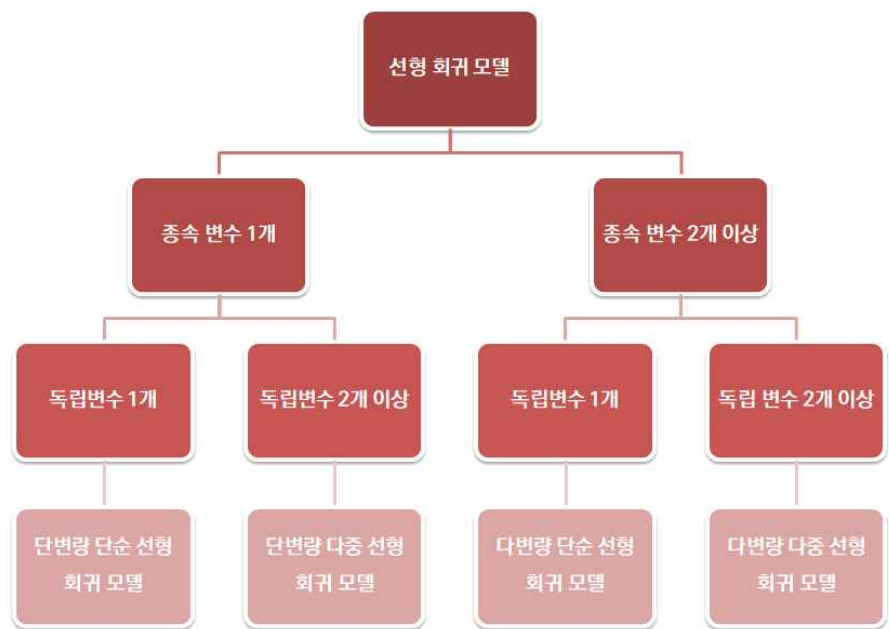 선형 회귀 모델
종속 변수 1개
종속 변수 2개 이상
독립변수 1개
독립변수 2개 이상
독립변수 1개
독립 변수 2개 이상
단변량 단순 선형
회귀 모델
단변량 다중 선형
회귀 모델
다변량 단순 선형
회귀 모델
다변량 다중 선형
회귀 모델